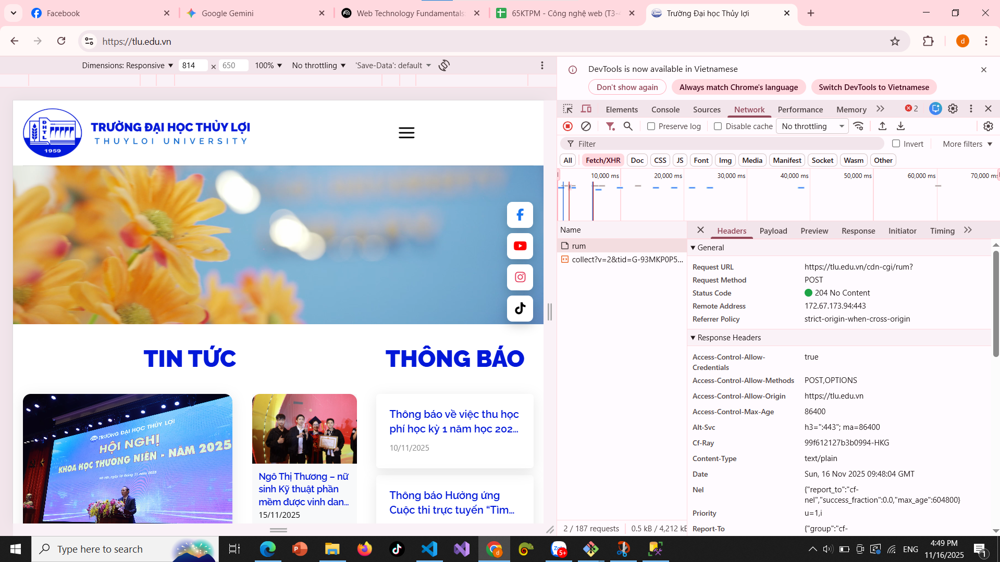 Facebook
Google Gemini
Web Technology Fundamentals
65KTPM - Công nghệ web (T3-4
Trường Đại học Thủy lợi
https://tlu.edu.vn
d
Dimensions: Responsive
814
×
650
100%
No throttling
'Save-Data': default
DevTools is now available in Vietnamese
Don't show again
Always match Chrome's language
Switch DevTools to Vietnamese
Elements
Console
Sources
Network
Performance
Memory
2
Preserve log
Disable cache
No throttling
Filter
Invert
More filters
All
Fetch/XHR
Doc
CSS
JS
Font
Img
Media
Manifest
Socket
Wasm
Other
10,000 ms
20,000 ms
30,000 ms
40,000 ms
50,000 ms
60,000 ms
70,000 ms
Name
rum
collect?v=2&tid=G-93MKP0P5...
2 / 187 requests
0.5 kB / 4,212 kB
Headers
Payload
Preview
Response
Initiator
Timing
General
Request URL
https://tlu.edu.vn/cdn-cgi/rum?
Request Method
POST
Status Code
204 No Content
Remote Address
172.67.173.94:443
Referrer Policy
strict-origin-when-cross-origin
Response Headers
Access-Control-Allow-
Credentials
true
Access-Control-Allow-Methods
POST,OPTIONS
Access-Control-Allow-Origin
https://tlu.edu.vn
Access-Control-Max-Age
86400
Alt-Svc
h3=":443"; ma=86400
Cf-Ray
99f612127b3b0994-HKG
Content-Type
text/plain
Date
Sun, 16 Nov 2025 09:48:04 GMT
Nel
{"report_to":"cf-
nel","success_fraction":0.0,"max_age":604800}
Priority
u=1,i
Report-To
{"group":"cf-
ĐHTL
1959
TRƯỜNG ĐẠI HỌC THỦY LỢI
THUYLOI UNIVERSITY
TIN TỨC
THÔNG BÁO
TRƯỜNG ĐẠI HỌC THỦY LỢI
HỘI NGHỊ
KHOA HỌC THƯỜNG NIÊN - NĂM 2025
Hà Nội, ngày 16 tháng 11 năm 2025
Ngô Thị Thương – nữ
sinh Kỹ thuật phần
mềm được vinh dan...
15/11/2025
Thông báo về việc thu học
phí học kỳ 1 năm học 202...
10/11/2025
Thông báo Hưởng ứng
Cuộc thi trực tuyến “Tìm...
Type here to search
5+
ENG
4:49 PM
11/16/2025
1